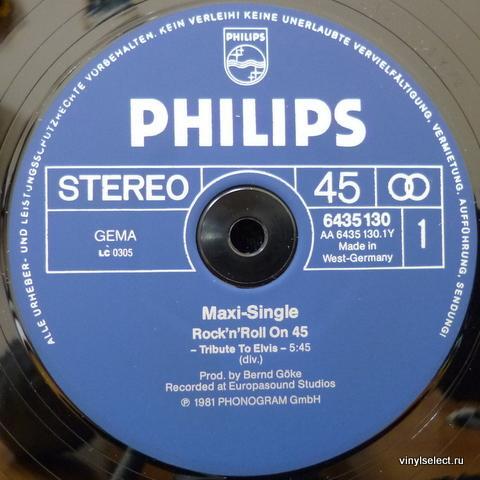 ALLE URHEBER- UND LEISTUNGSSCHUTZRECHTE VORBEHALTEN. KEIN VERLEIH! KEINE UNERLAUBTE VERVIELFÄLTIGUNG, VERMIETUNG, AUFFÜHRUNG, SENDUNG!
PHILIPS
PHILIPS
STEREO
45
GEMA
LC 0305
6435 130
AA 6435 130.1Y
Made in
West-Germany
1
Maxi-Single
Rock'n'Roll On 45
– Tribute To Elvis – 5:45
(div.)
Prod. by Bernd Göke
Recorded at Europasound Studios
℗ 1981 PHONOGRAM GmbH
vinylselect.ru